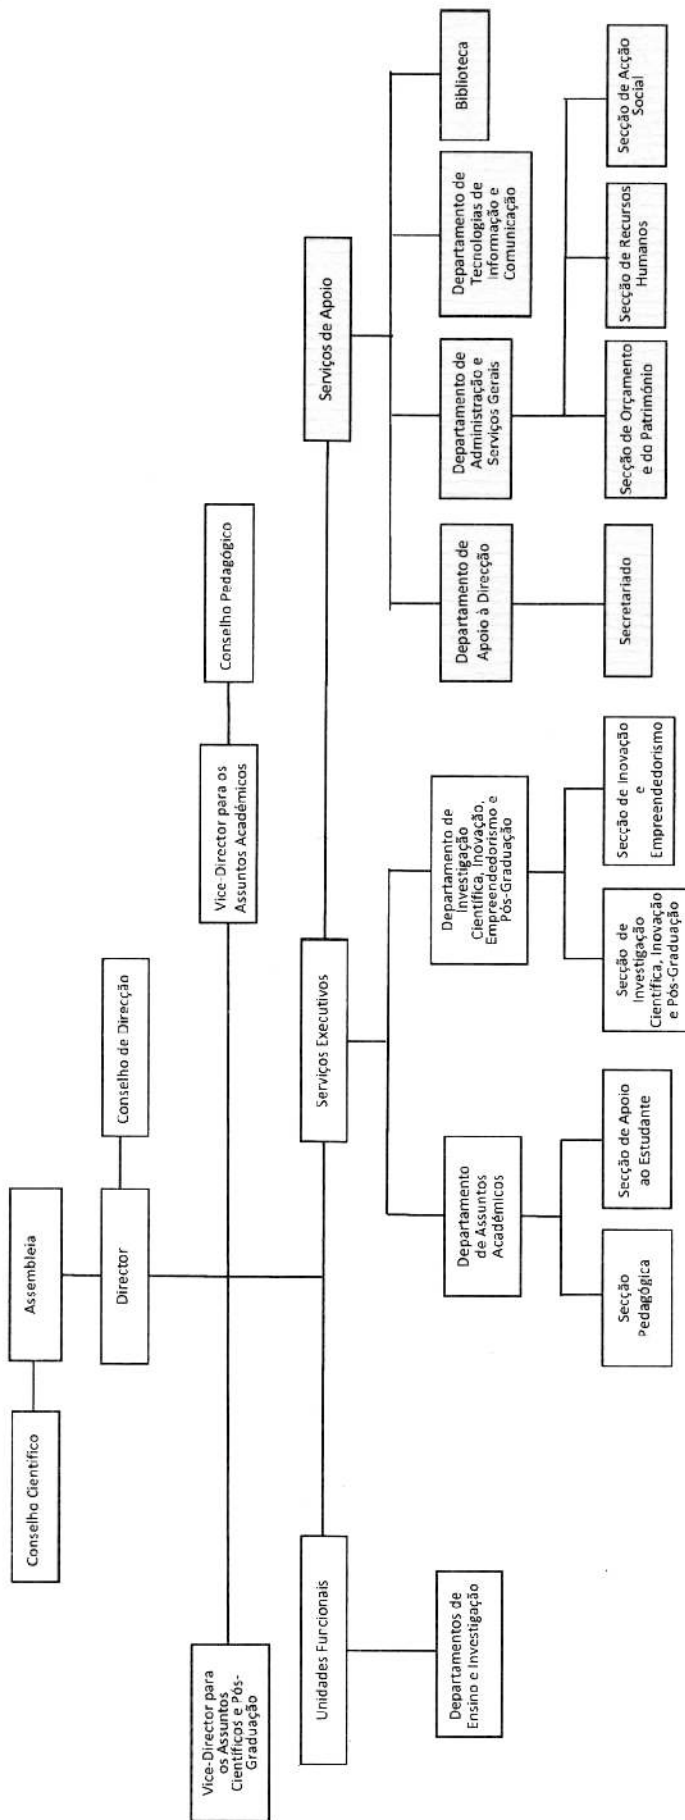 Assembleia
Conselho Científico
Director
Conselho de Direcção
Vice-Director para
os Assuntos
Científicos e Pós-
Graduação
Vice-Director para os
Assuntos Académicos
Conselho Pedagógico
Unidades Funcionais
Serviços Executivos
Serviços de Apoio
Departamentos de
Ensino e Investigação
Departamento
de Assuntos
Académicos
Departamento de
Investigação
Científica, Inovação,
Empreendedorismo e
Pós-Graduação
Departamento de
Apoio à Direcção
Departamento de
Administração e
Serviços Gerais
Departamento de
Tecnologias de
Informação e
Comunicação
Biblioteca
Secção
Pedagógica
Secção de Apoio
ao Estudante
Secção de
Investigação
Científica, Inovação
e Pós-Graduação
Secção de Inovação
e
Empreendedorismo
Secretariado
Secção de Orçamento
e do Património
Secção de Recursos
Humanos
Secção de Acção
Social